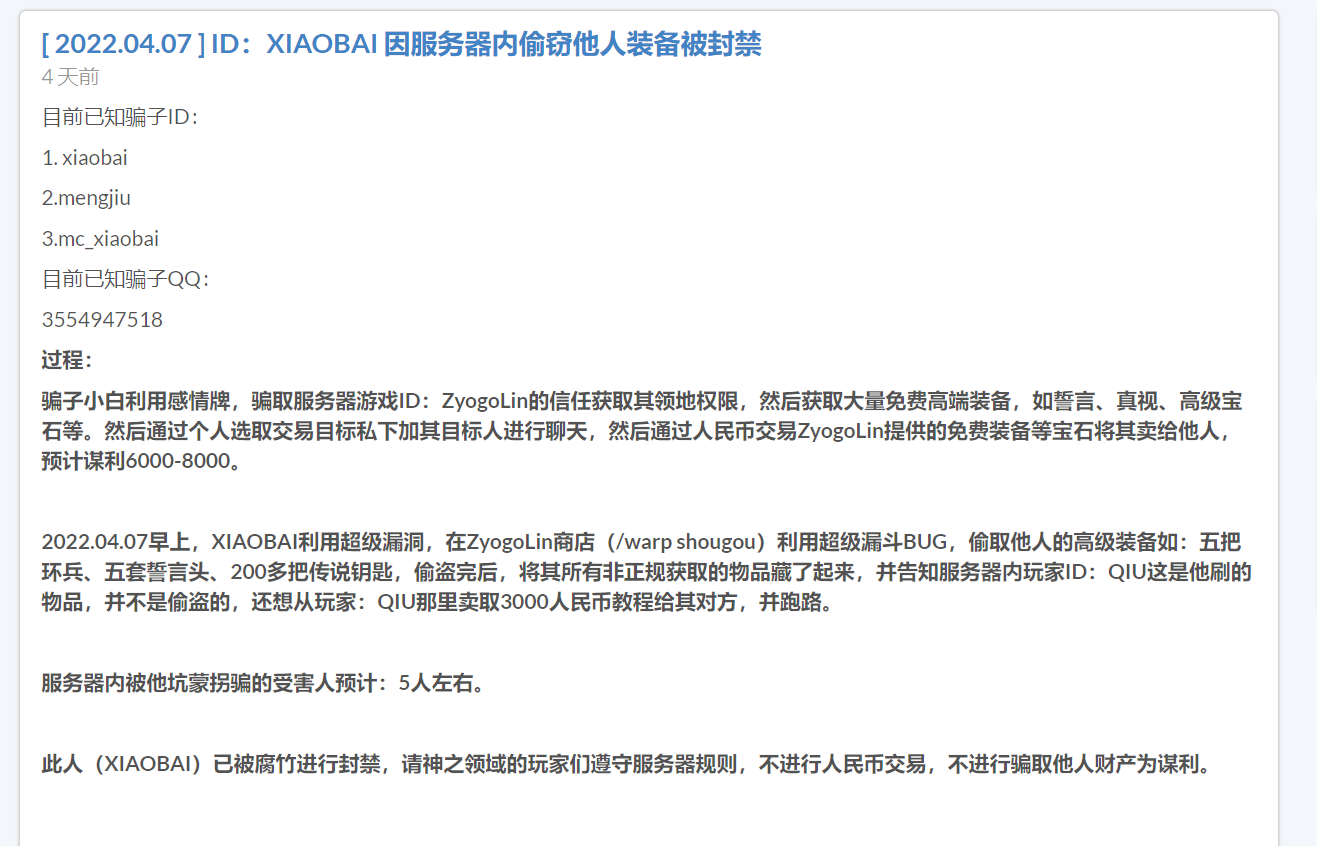 [ 2022.04.07 ] ID：XIAOBAI 因服务器内偷窃他人装备被封禁
4 天前
目前已知骗子ID：
1. xiaobai
2.mengjiu
3.mc_xiaobai
目前已知骗子QQ：
3554947518
过程：
骗子小白利用感情牌，骗取服务器游戏ID：ZyogoLin的信任获取其领地权限，然后获取大量免费高端装备，如誓言、真视、高级宝
石等。然后通过个人选取交易目标私下加其目标人进行聊天，然后通过人民币交易ZyogoLin提供的免费装备等宝石将其卖给他人，
预计谋利6000-8000。
2022.04.07早上，XIAOBAI利用超级漏洞，在ZyogoLin商店（/warp shougou）利用超级漏斗BUG，偷取他人的高级装备如：五把
环兵、五套誓言头、200多把传说钥匙，偷盗完后，将其所有非正规获取的物品藏了起来，并告知服务器内玩家ID：QIU这是他刷的
物品，并不是偷盗的，还想从玩家：QIU那里卖取3000人民币教程给其对方，并跑路。
服务器内被他坑蒙拐骗的受害人预计：5人左右。
此人（XIAOBAI）已被腐竹进行封禁，请神之领域的玩家们遵守服务器规则，不进行人民币交易，不进行骗取他人财产为谋利。